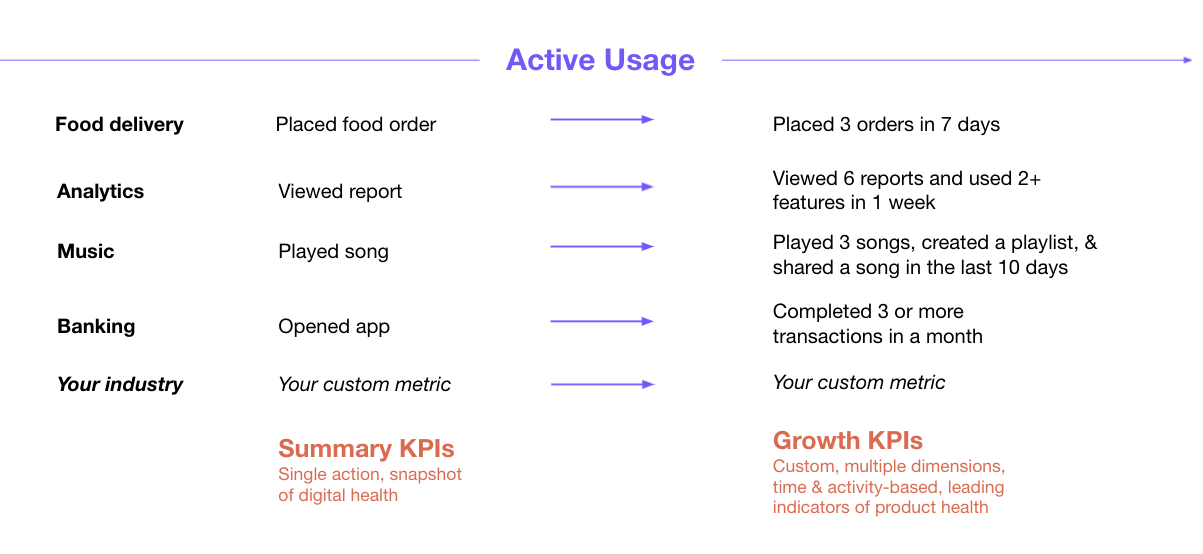 Active Usage
Food delivery
Placed food order
Placed 3 orders in 7 days
Analytics
Viewed report
Viewed 6 reports and used 2+
features in 1 week
Music
Played song
Played 3 songs, created a playlist, &
shared a song in the last 10 days
Banking
Opened app
Completed 3 or more
transactions in a month
Your industry
Your custom metric
Your custom metric
Summary KPIs
Single action, snapshot
of digital health
Growth KPIs
Custom, multiple dimensions,
time & activity-based, leading
indicators of product health